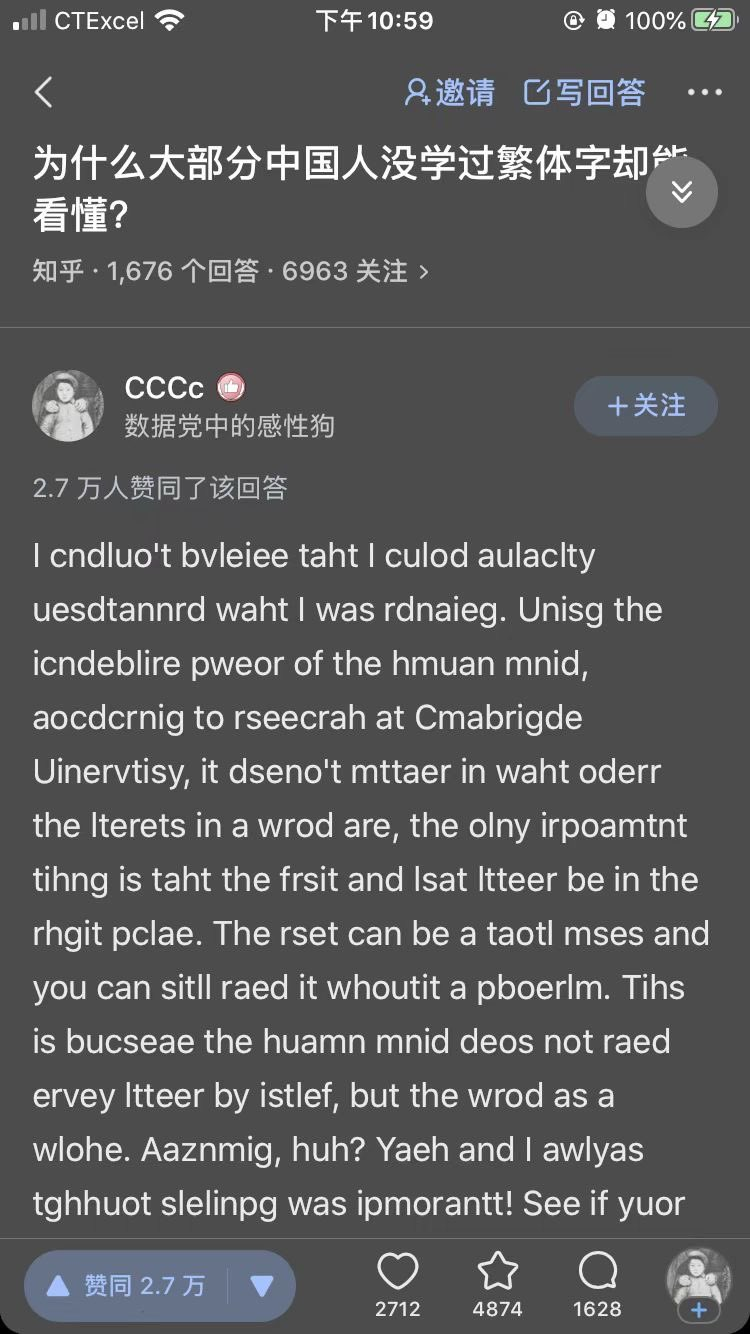 CTExcel 下午10:59 100%
邀请 写回答
为什么大部分中国人没学过繁体字却能
看懂?
知乎 · 1,676 个回答 · 6963 关注 >
CCCc
+关注
数据党中的感性狗
2.7 万人赞同了该回答
I cndluo't bvleiee taht I culod aulaclty
uesdtannrd waht I was rdnaieg. Unisg the
icndeblire pweor of the hmuan mnid,
aocdcrnig to rseecrah at Cmabrigde
Uinervtisy, it dseno't mttaer in waht oderr
the lterets in a wrod are, the olny irpoamtnt
tihng is taht the frsit and lsat ltteer be in the
rhgit pclae. The rset can be a taotl mses and
you can sitll raed it whoutit a pboerlm. Tihs
is bucseae the huamn mnid deos not raed
ervey ltteer by istlef, but the wrod as a
wlohe. Aaznmig, huh? Yaeh and I awlyas
tghhuot slelinpg was ipmorantt! See if yuor
赞同 2.7 万
2712 4874 1628